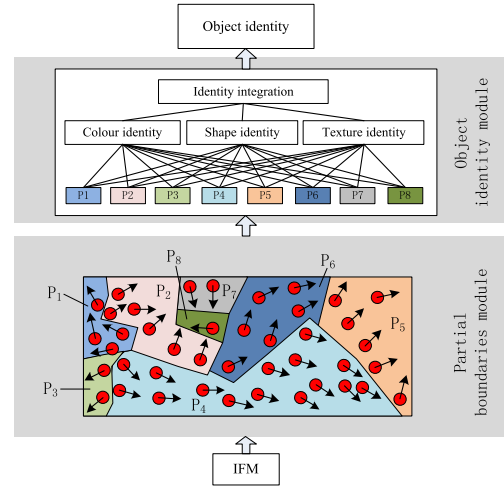 Object identity
Identity integration
Colour identity
Shape identity
Texture identity
P1
P2
P3
P4
P5
P6
P7
P8
Object
identity module
P1
P2
P8
P7
P6
P5
P3
P4
Partial
boundaries module
IFM